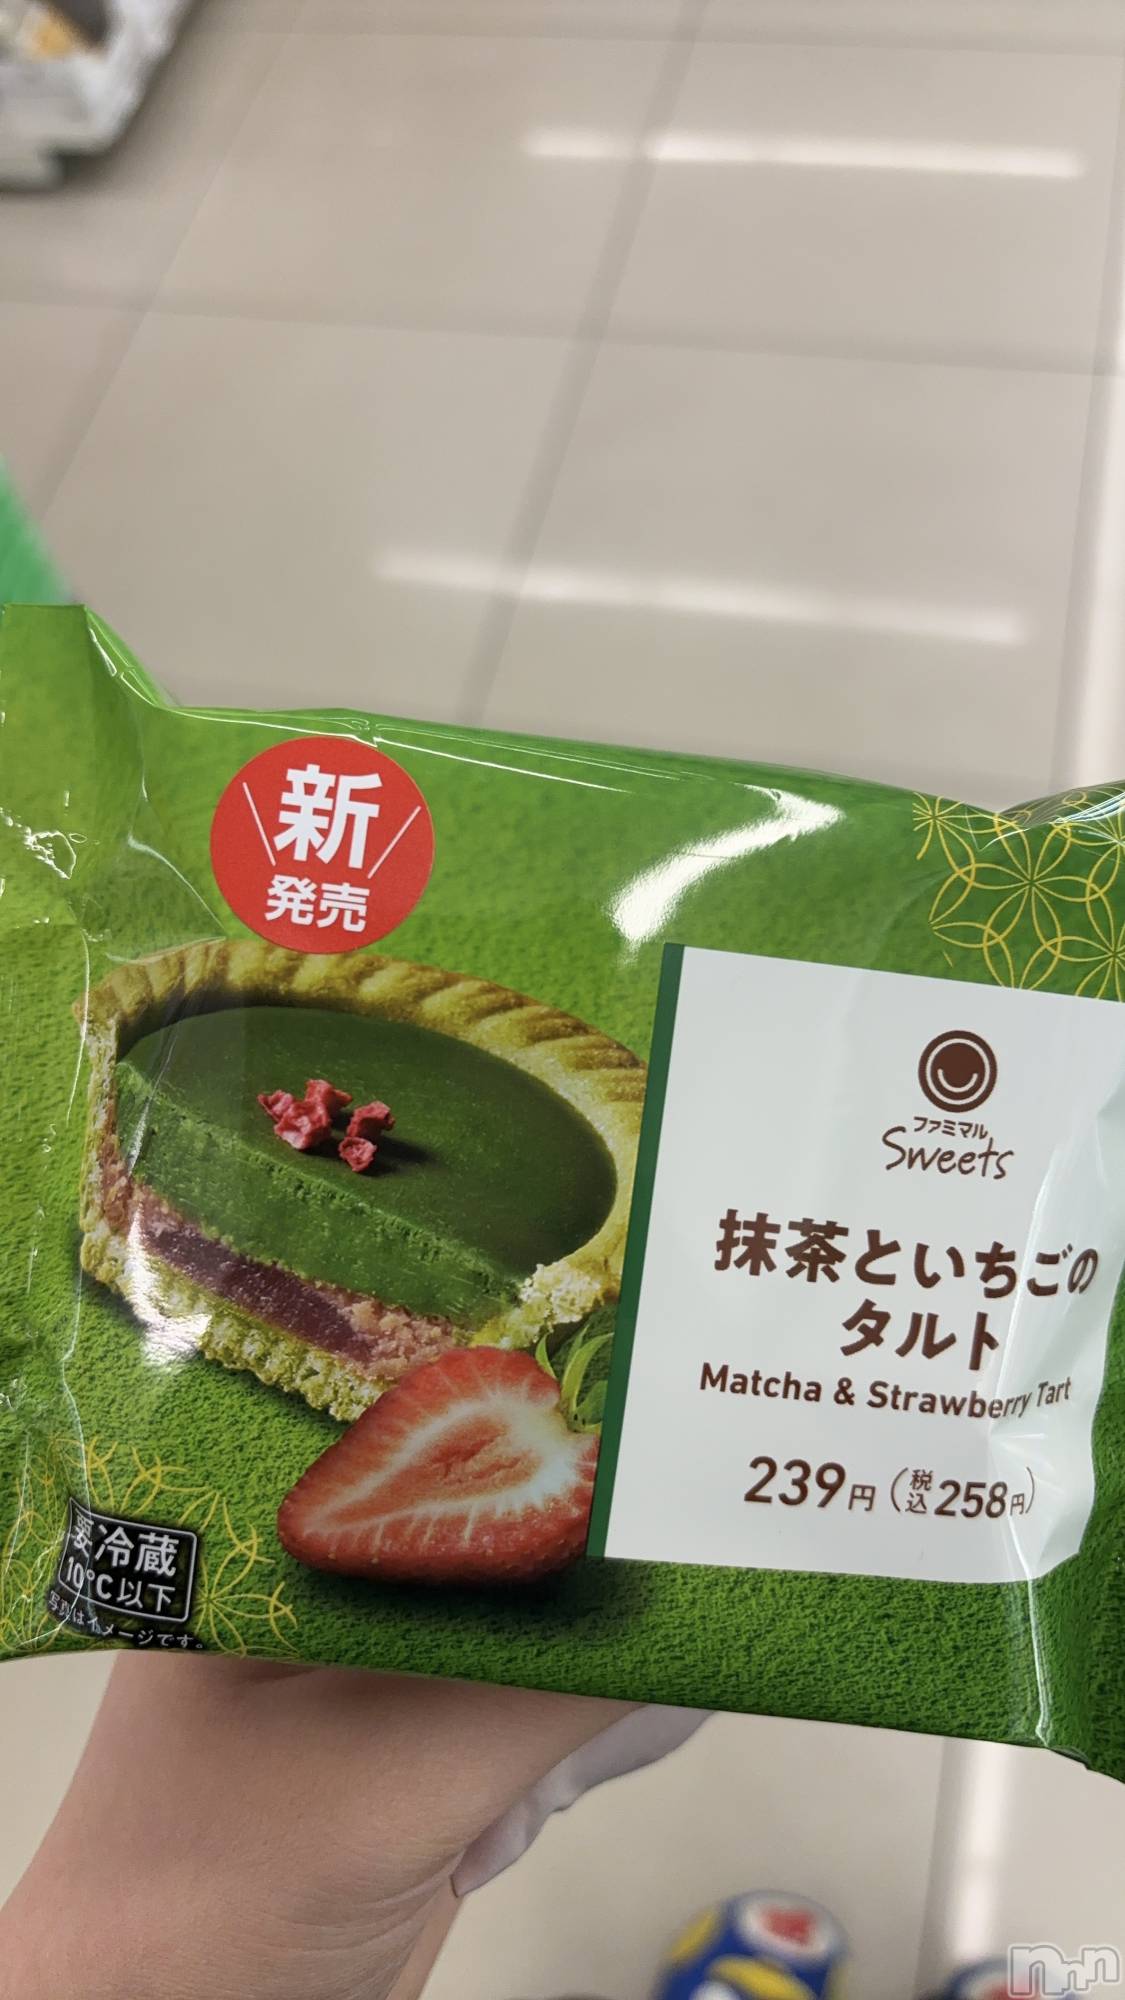 新
発売
ファミマル
Sweets
抹茶といちごの
タルト
Matcha & Strawberry Tart
239円(税込258円)
要冷蔵
10℃以下
写真はイメージです。
nnn